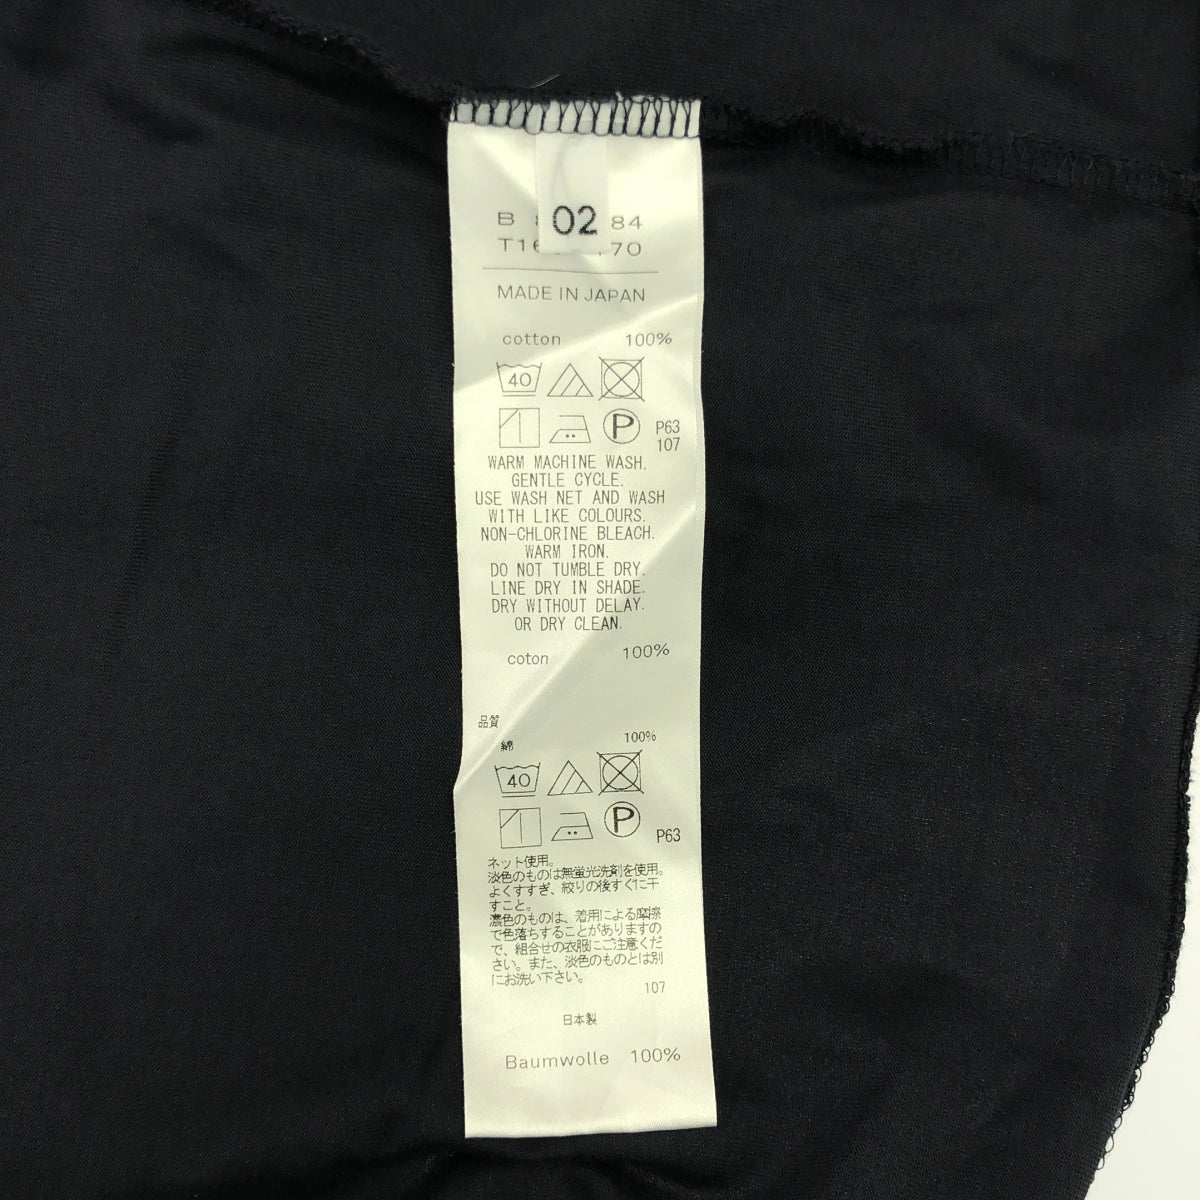 B 84
02
T16 170
MADE IN JAPAN
cotton 100%
40
P P63
107
WARM MACHINE WASH.
GENTLE CYCLE.
USE WASH NET AND WASH
WITH LIKE COLOURS.
NON-CHLORINE BLEACH.
WARM IRON.
DO NOT TUMBLE DRY.
LINE DRY IN SHADE.
DRY WITHOUT DELAY.
OR DRY CLEAN.
coton 100%
品質
綿 100%
40
P P63
ネット使用。
淡色のものは無蛍光洗剤を使用。
よくすすぎ、絞りの後すぐに干
すこと。
濃色のものは、着用による摩擦
で色落ちすることがありますの
で、組合せの衣服にご注意くだ
さい。また、淡色のものとは別
にお洗い下さい。
107
日本製
Baumwolle 100%